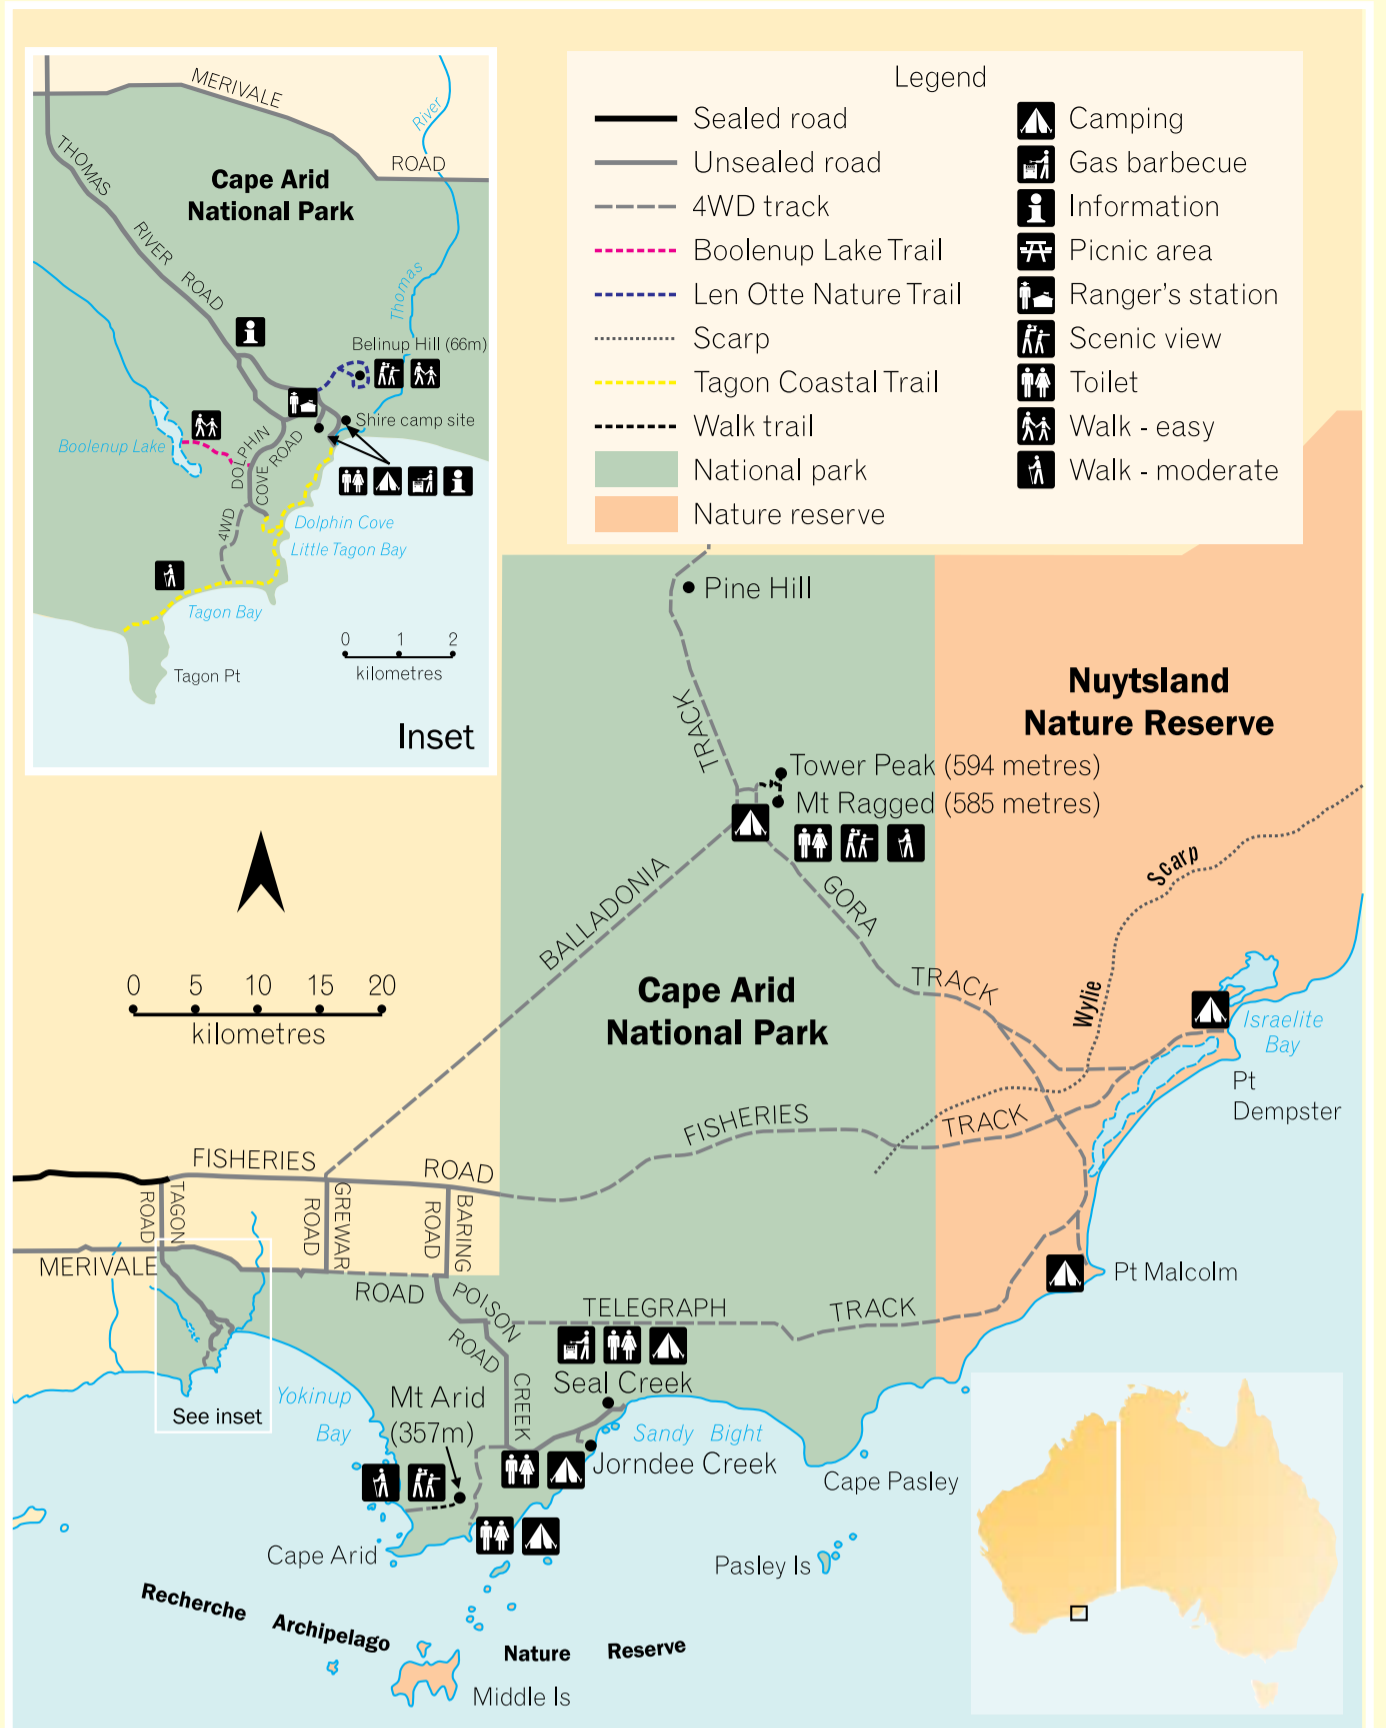 MERIVALE
ROAD
River
THOMAS
RIVER
ROAD
Cape Arid
National Park
Thomas
Belinup Hill (66m)
Shire camp site
Boolenup Lake
DOLPHIN
COVE
ROAD
4WD
Dolphin Cove
Little Tagon Bay
Tagon Bay
Tagon Pt
0 1 2
kilometres
Inset
Legend
Sealed road
Unsealed road
4WD track
Boolenup Lake Trail
Len Otte Nature Trail
Scarp
Tagon Coastal Trail
Walk trail
National park
Nature reserve
Camping
Gas barbecue
Information
Picnic area
Ranger's station
Scenic view
Toilet
Walk - easy
Walk - moderate
Pine Hill
TRACK
Nuytsland
Nature Reserve
Tower Peak (594 metres)
Mt Ragged (585 metres)
BALLADONIA
GORA
TRACK
Scarp
Wylie
Cape Arid
National Park
0 5 10 15 20
kilometres
Israelite
Bay
Pt
Dempster
FISHERIES
TRACK
FISHERIES
ROAD
TAGON
ROAD
GREWAR
ROAD
BARING
ROAD
MERIVALE
ROAD
POISON
ROAD
CREEK
TELEGRAPH
TRACK
Pt Malcolm
Seal Creek
See inset
Yokinup
Bay
Mt Arid
(357m)
Sandy Bight
Jorndee Creek
Cape Pasley
Cape Arid
Pasley Is
Recherche Archipelago
Nature Reserve
Middle Is